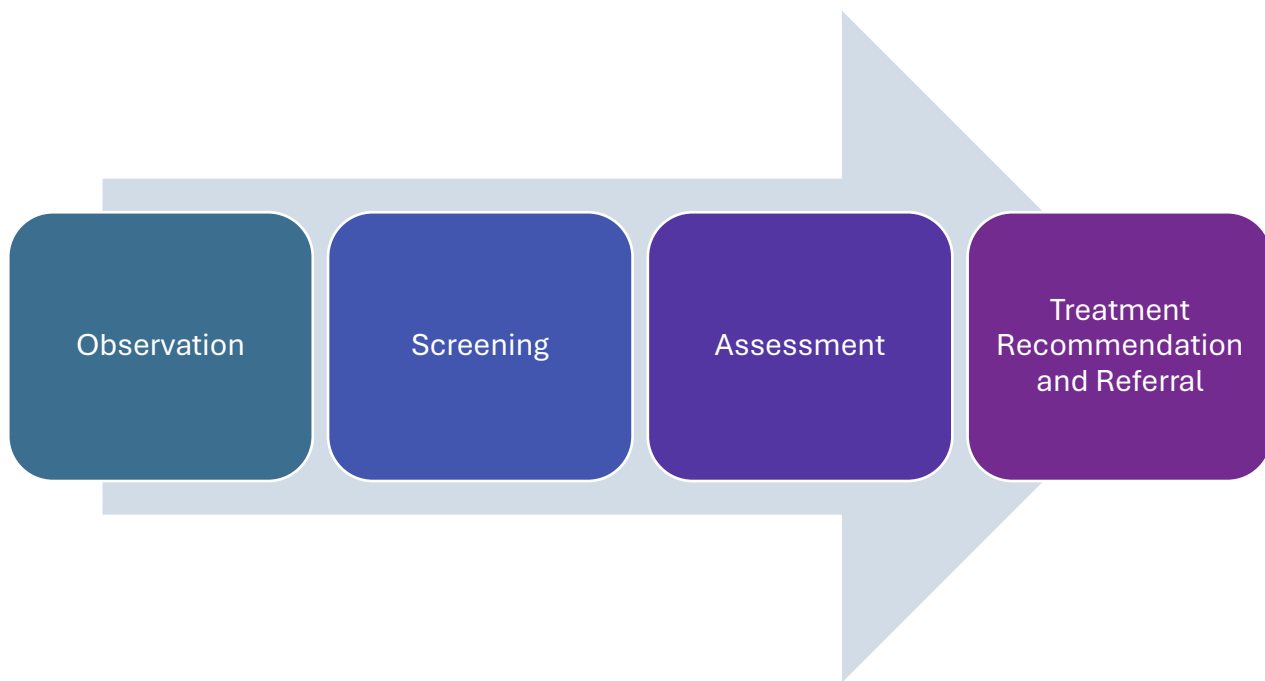 Observation
Screening
Assessment
Treatment
Recommendation
and Referral